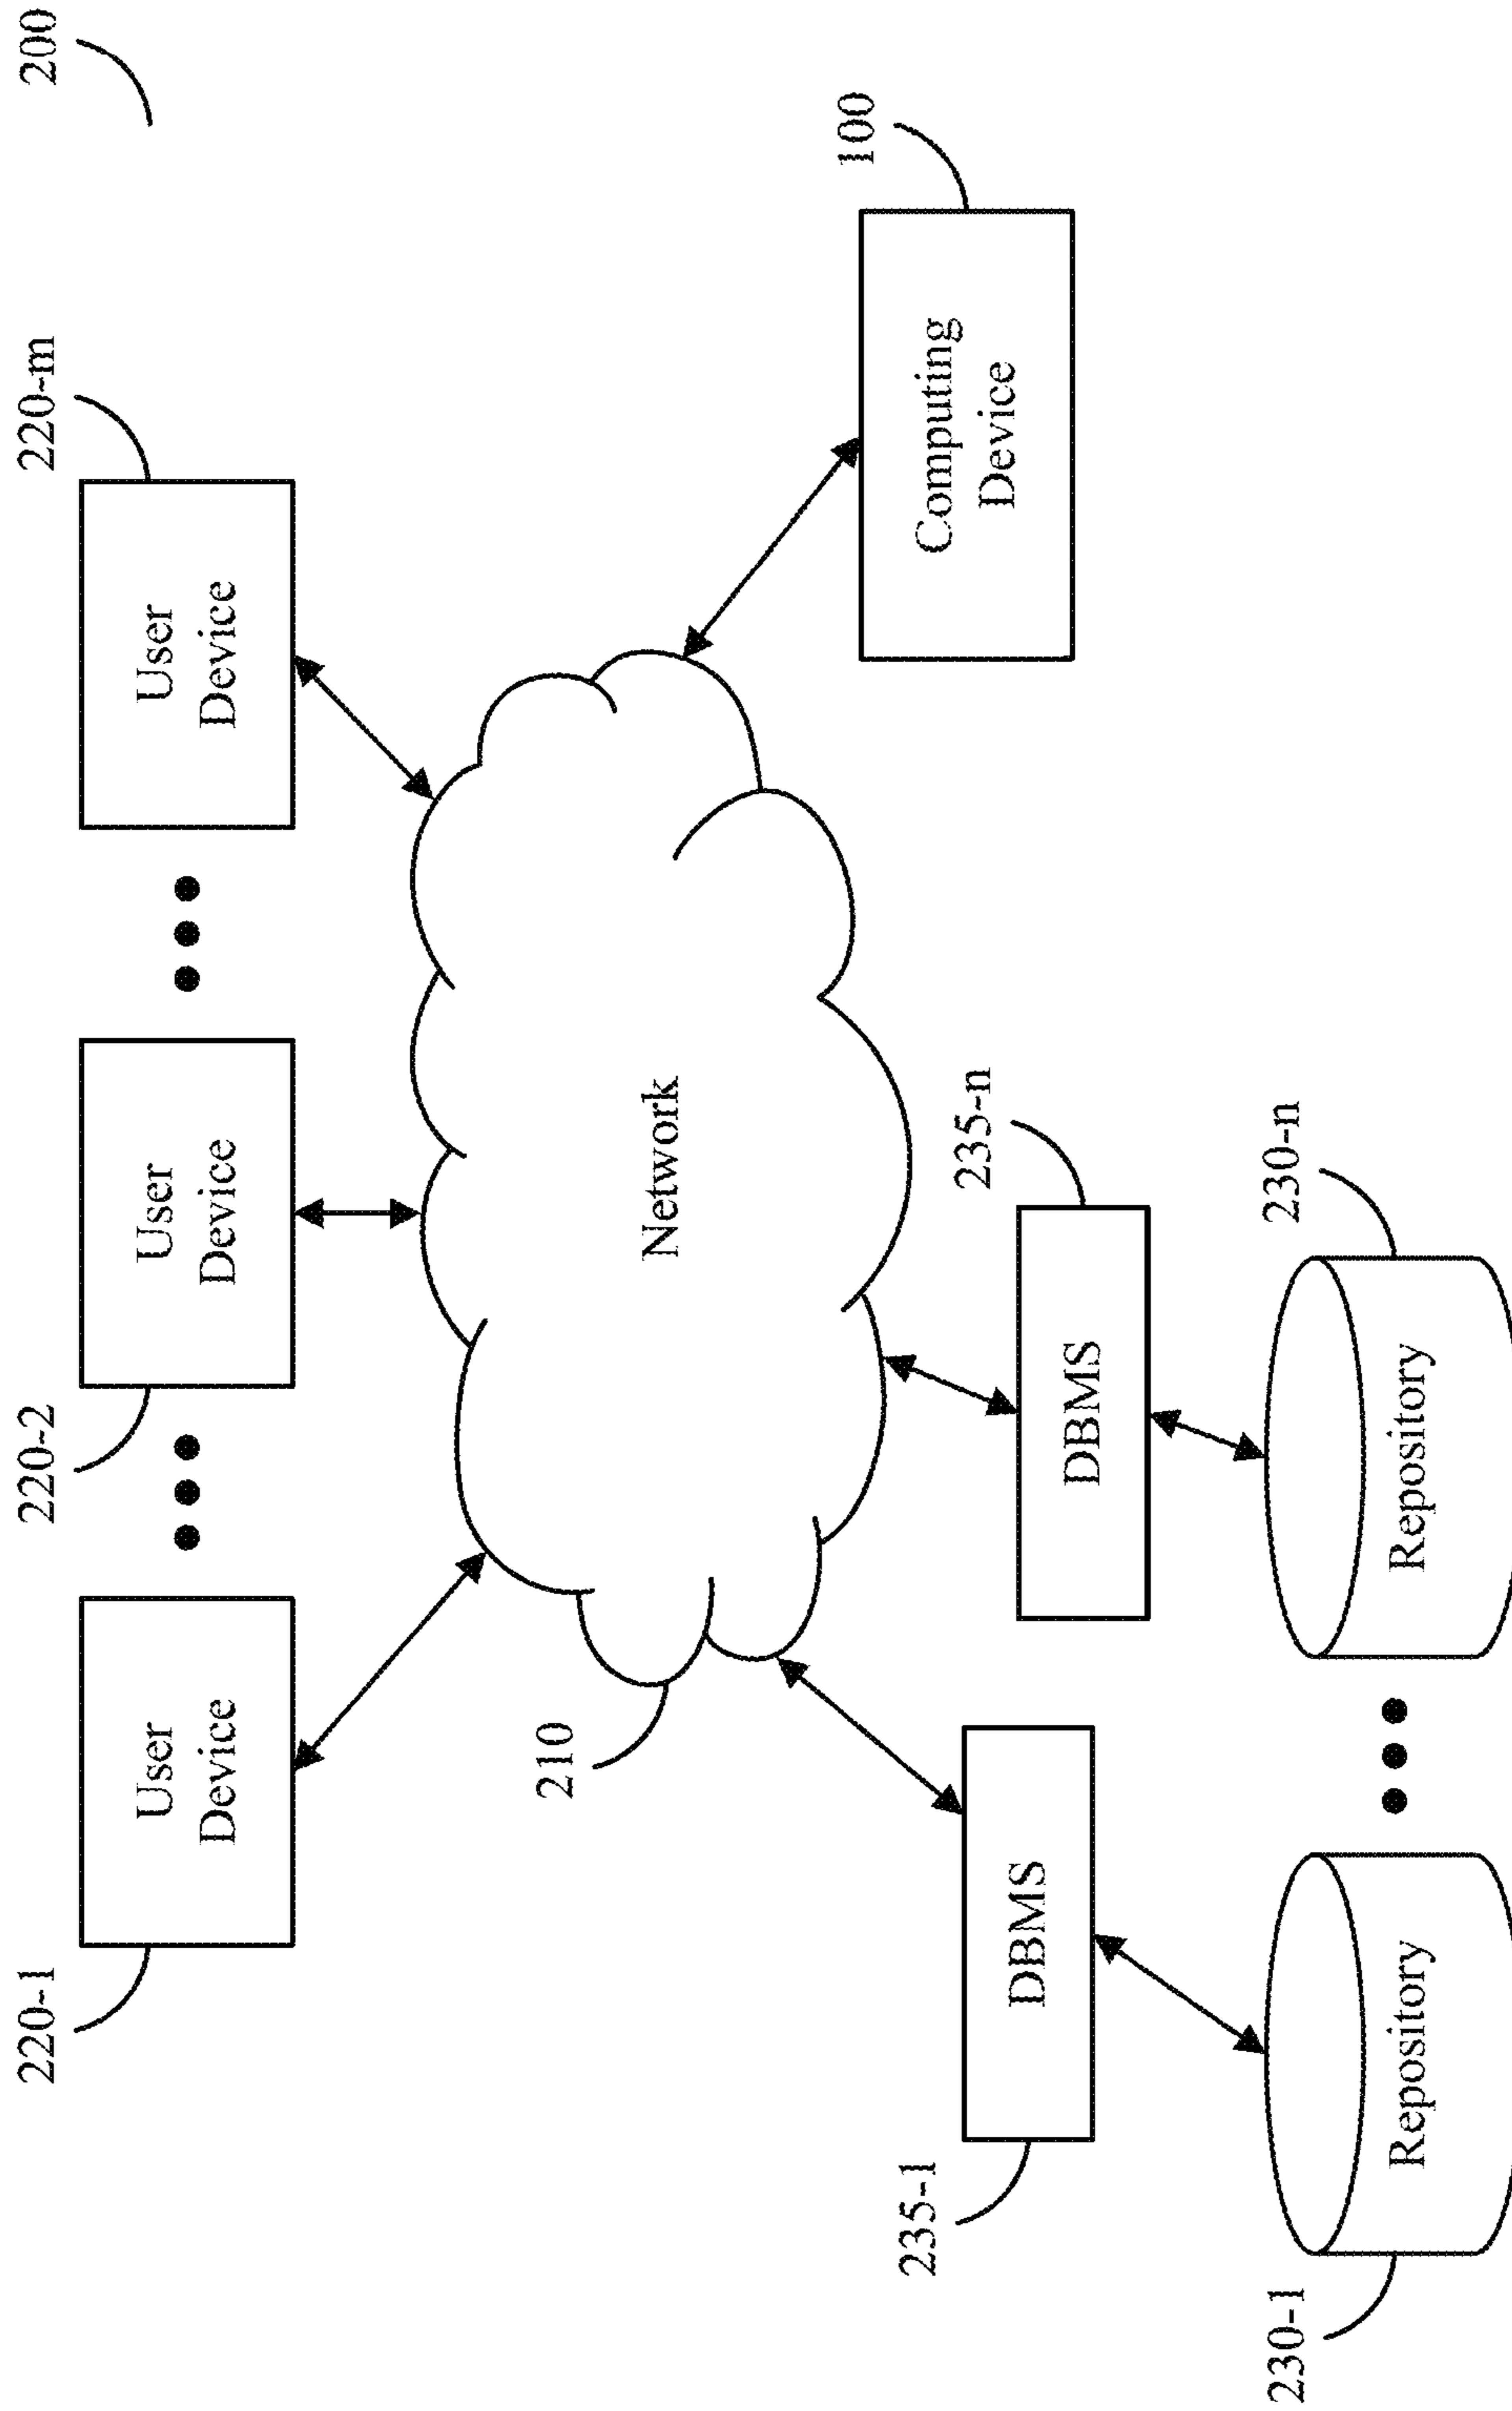 200
220-1
220-2
220-m
User
Device
User
Device
User
Device
210
Network
100
Computing
Device
235-1
DBMS
235-n
DBMS
230-1
Repository
230-n
Repository